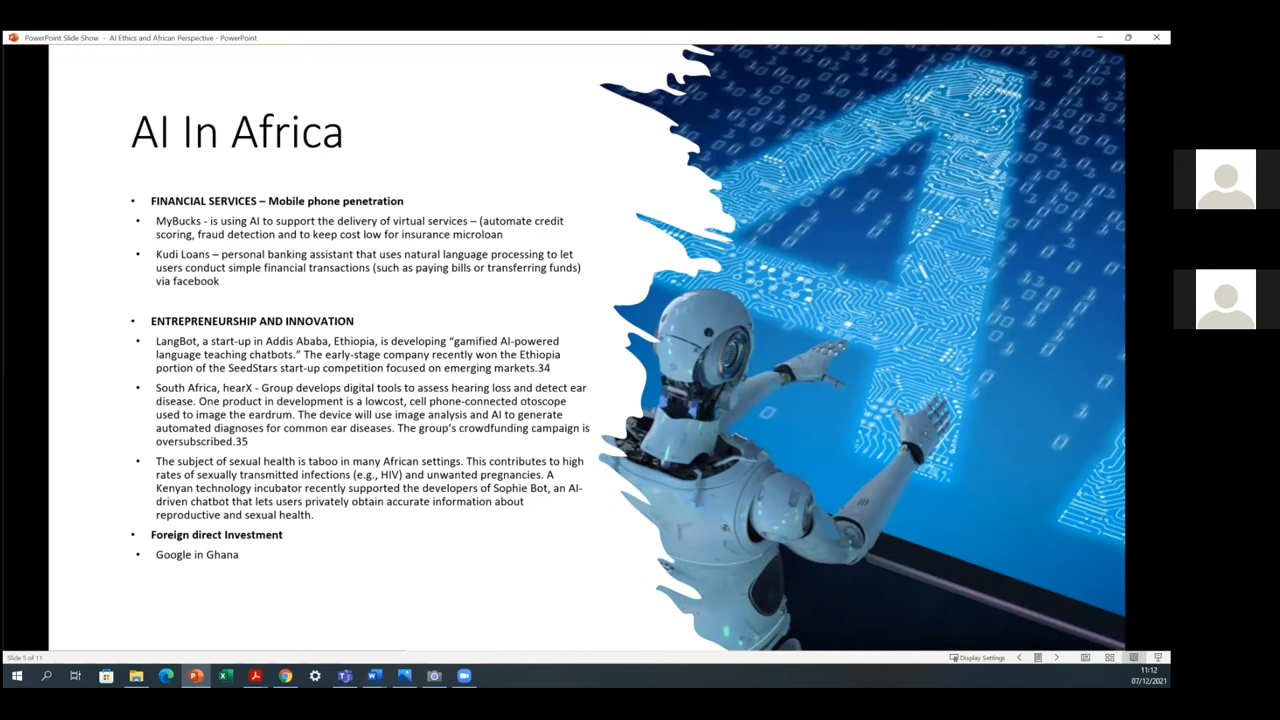 PowerPoint Slide Show - AI Ethics and African Perspective - PowerPoint
AI In Africa
• FINANCIAL SERVICES – Mobile phone penetration
• MyBucks - is using AI to support the delivery of virtual services – (automate credit
scoring, fraud detection and to keep cost low for insurance microloan
• Kudi Loans – personal banking assistant that uses natural language processing to let
users conduct simple financial transactions (such as paying bills or transferring funds)
via facebook
• ENTREPRENEURSHIP AND INNOVATION
• LangBot, a start-up in Addis Ababa, Ethiopia, is developing “gamified AI-powered
language teaching chatbots.” The early-stage company recently won the Ethiopia
portion of the SeedStars start-up competition focused on emerging markets.34
• South Africa, hearX - Group develops digital tools to assess hearing loss and detect ear
disease. One product in development is a lowcost, cell phone-connected otoscope
used to image the eardrum. The device will use image analysis and AI to generate
automated diagnoses for common ear diseases. The group’s crowdfunding campaign is
oversubscribed.35
• The subject of sexual health is taboo in many African settings. This contributes to high
rates of sexually transmitted infections (e.g., HIV) and unwanted pregnancies. A
Kenyan technology incubator recently supported the developers of Sophie Bot, an AI-
driven chatbot that lets users privately obtain accurate information about
reproductive and sexual health.
• Foreign direct Investment
• Google in Ghana
Slide 5 of 11
Display Settings
11:12
07/12/2021